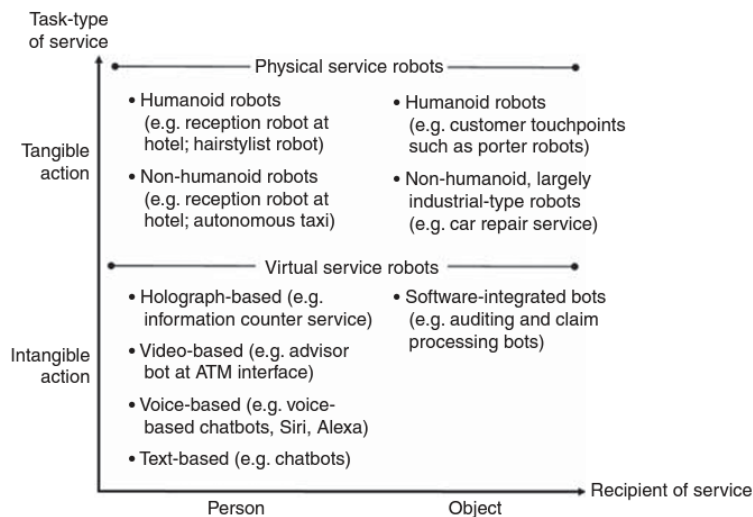 Task-type
of service
Physical service robots
Tangible
action
• Humanoid robots
(e.g. reception robot at
hotel; hairstylist robot)
• Non-humanoid robots
(e.g. reception robot at
hotel; autonomous taxi)
• Humanoid robots
(e.g. customer touchpoints
such as porter robots)
• Non-humanoid, largely
industrial-type robots
(e.g. car repair service)
Virtual service robots
Intangible
action
• Holograph-based (e.g.
information counter service)
• Video-based (e.g. advisor
bot at ATM interface)
• Voice-based (e.g. voice-
based chatbots, Siri, Alexa)
• Text-based (e.g. chatbots)
• Software-integrated bots
(e.g. auditing and claim
processing bots)
Recipient of service
Person
Object